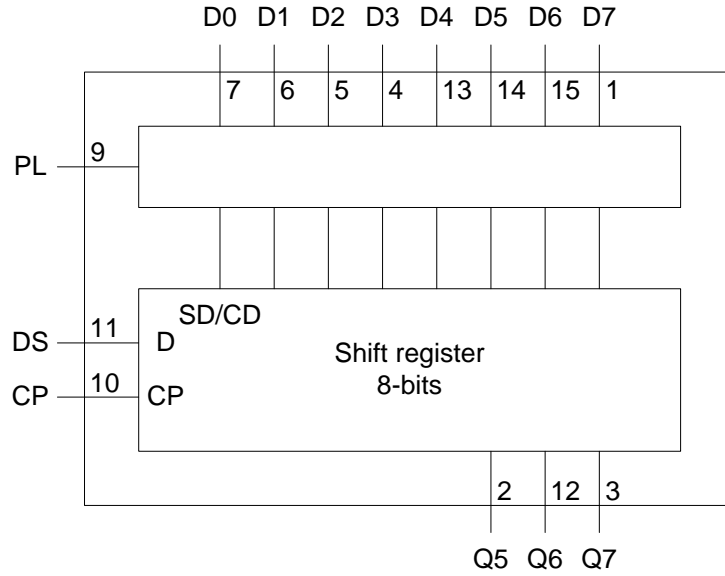 D0 D1 D2 D3 D4 D5 D6 D7
7 6 5 4 13 14 15 1
PL 9
SD/CD
DS 11 D
Shift register
8-bits
CP 10 CP
2 12 3
Q5 Q6 Q7